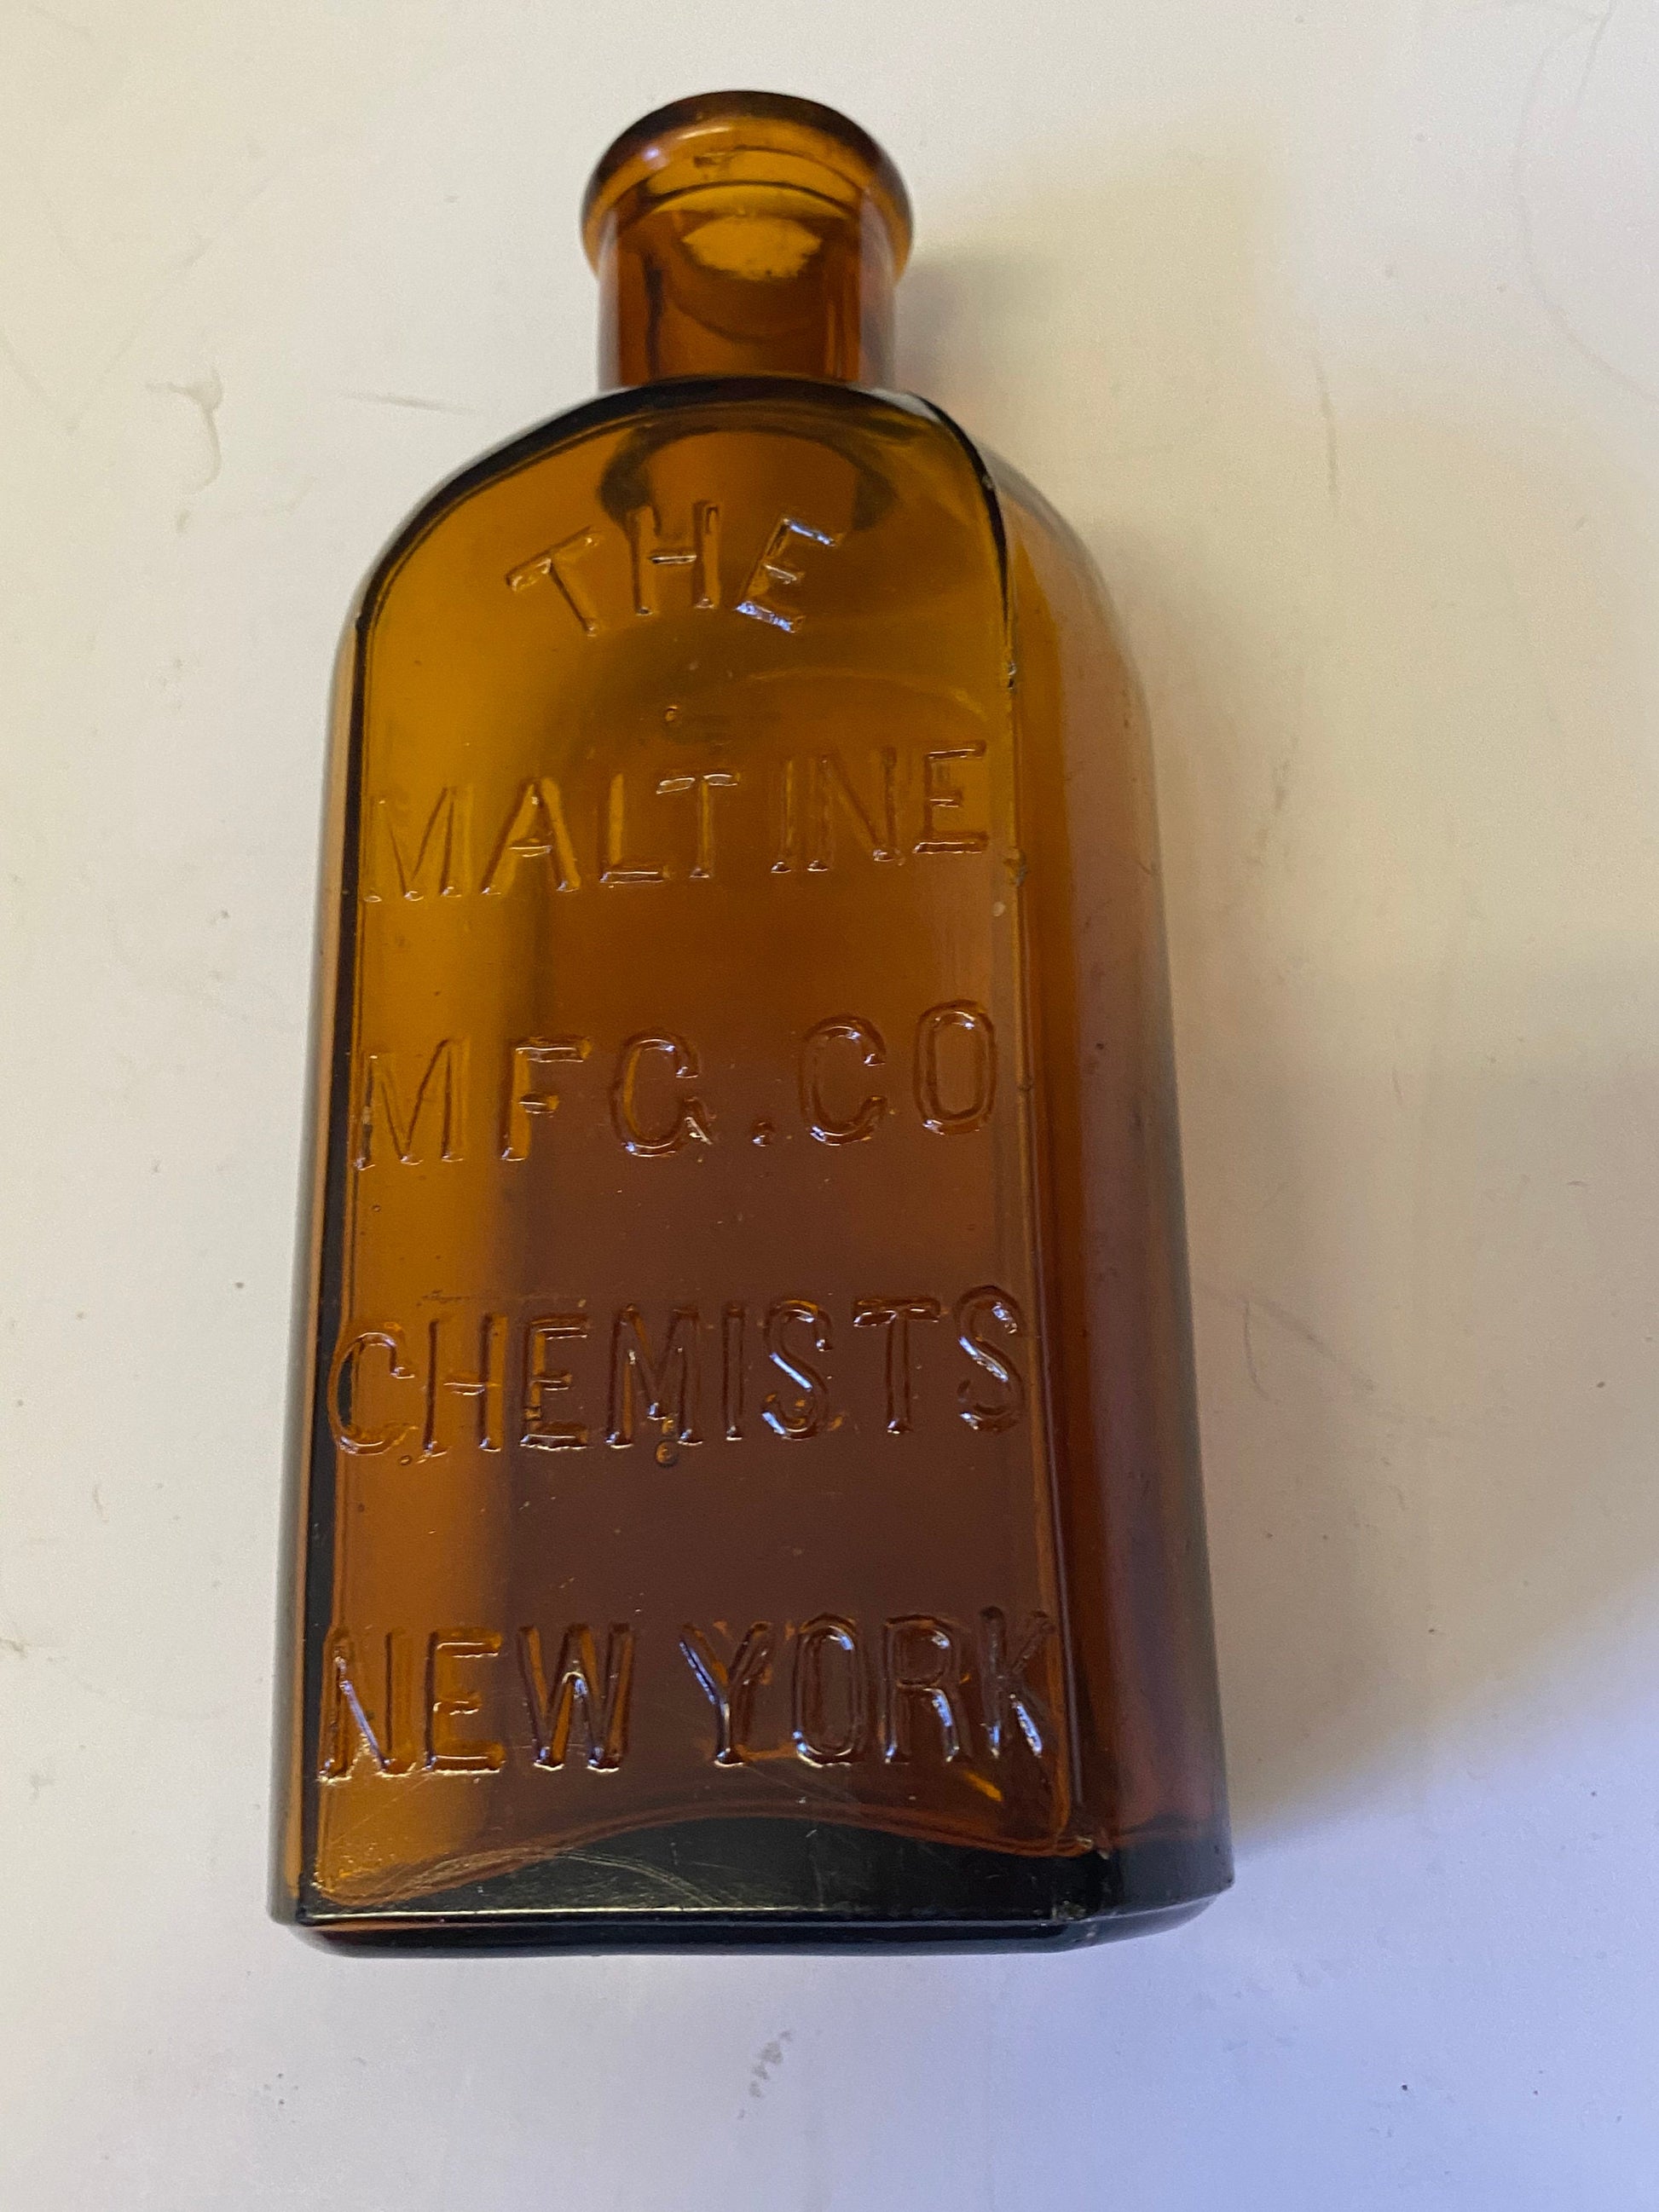 THE
MALTINE
MFG.CO
CHEMISTS
NEW YORK